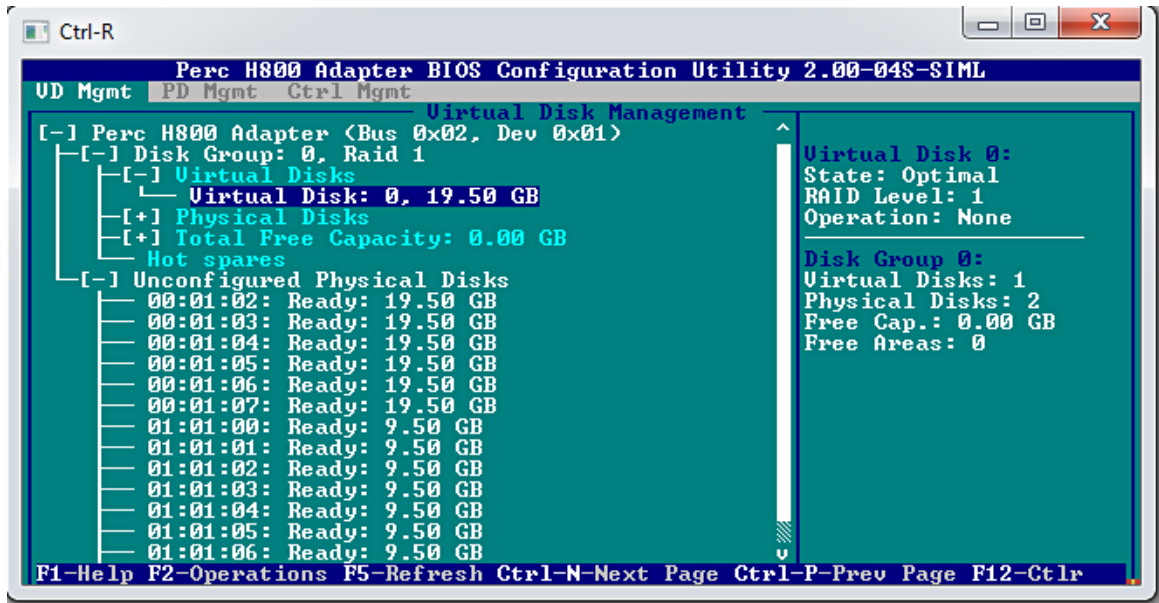 Ctrl-R
Perc H800 Adapter BIOS Configuration Utility 2.00-04S-SIML
VD Mgmt PD Mgmt Ctrl Mgmt
Virtual Disk Management
[-] Perc H800 Adapter (Bus 0x02, Dev 0x01)
[-] Disk Group: 0, Raid 1
[-] Virtual Disks
Virtual Disk: 0, 19.50 GB
[+] Physical Disks
[+] Total Free Capacity: 0.00 GB
Hot spares
[-] Unconfigured Physical Disks
00:01:02: Ready: 19.50 GB
00:01:03: Ready: 19.50 GB
00:01:04: Ready: 19.50 GB
00:01:05: Ready: 19.50 GB
00:01:06: Ready: 19.50 GB
00:01:07: Ready: 19.50 GB
01:01:00: Ready: 9.50 GB
01:01:01: Ready: 9.50 GB
01:01:02: Ready: 9.50 GB
01:01:03: Ready: 9.50 GB
01:01:04: Ready: 9.50 GB
01:01:05: Ready: 9.50 GB
01:01:06: Ready: 9.50 GB
Virtual Disk 0:
State: Optimal
RAID Level: 1
Operation: None
Disk Group 0:
Virtual Disks: 1
Physical Disks: 2
Free Cap.: 0.00 GB
Free Areas: 0
F1-Help F2-Operations F5-Refresh Ctrl-N-Next Page Ctrl-P-Prev Page F12-Ctlr